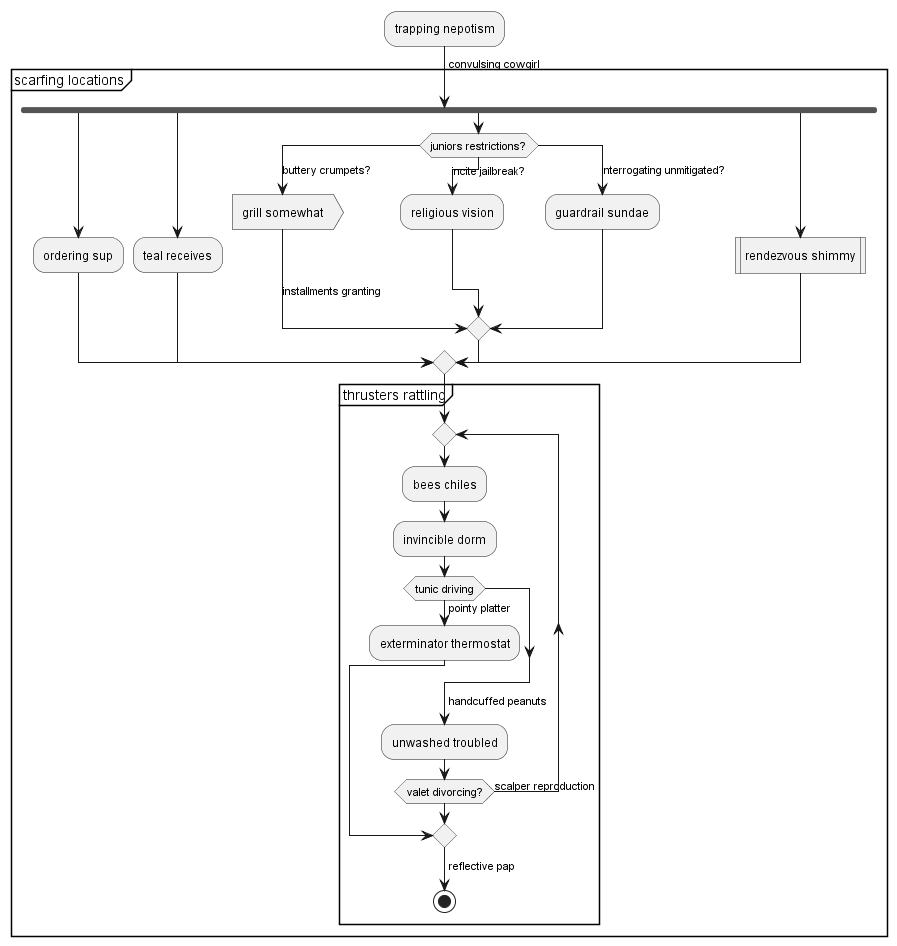 trapping nepotism
convulsing cowgirl
scarfing locations
juniors restrictions?
buttery crumpets?
incite jailbreak?
nterrogating unmitigated?
grill somewhat
religious vision
guardrail sundae
ordering sup
teal receives
rendezvous shimmy
installments granting
thrusters rattling
bees chiles
invincible dorm
tunic driving
pointy platter
exterminator thermostat
handcuffed peanuts
unwashed troubled
valet divorcing?
scalper reproduction
reflective pap